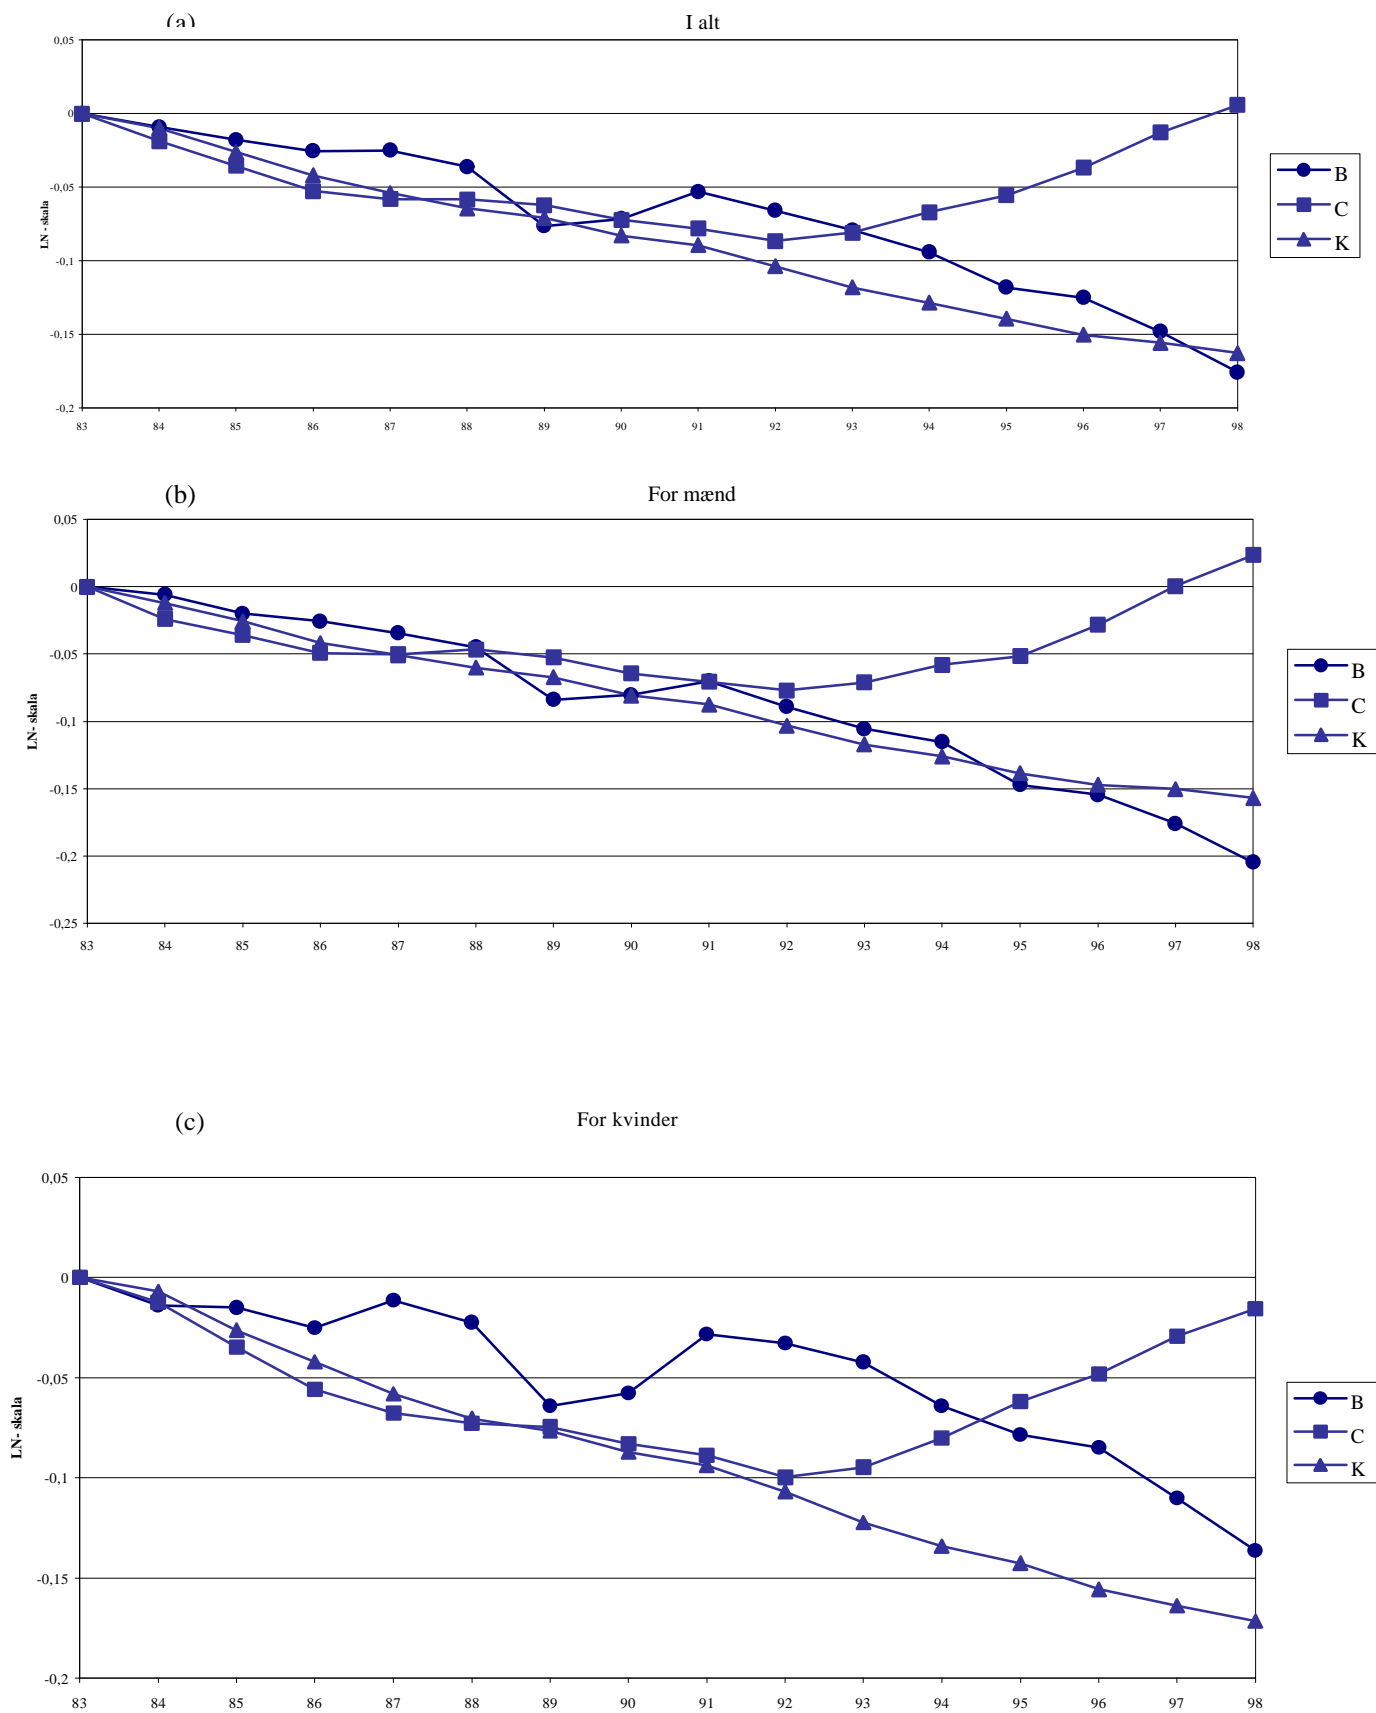 (a)
I alt
0,05
0
-0,05
-0,1
-0,15
-0,2
LN - skala
83 84 85 86 87 88 89 90 91 92 93 94 95 96 97 98
B
C
K
(b)
For mænd
0,05
0
-0,05
-0,1
-0,15
-0,2
-0,25
LN- skala
83 84 85 86 87 88 89 90 91 92 93 94 95 96 97 98
B
C
K
(c)
For kvinder
0,05
0
-0,05
-0,1
-0,15
-0,2
LN- skala
83 84 85 86 87 88 89 90 91 92 93 94 95 96 97 98
B
C
K